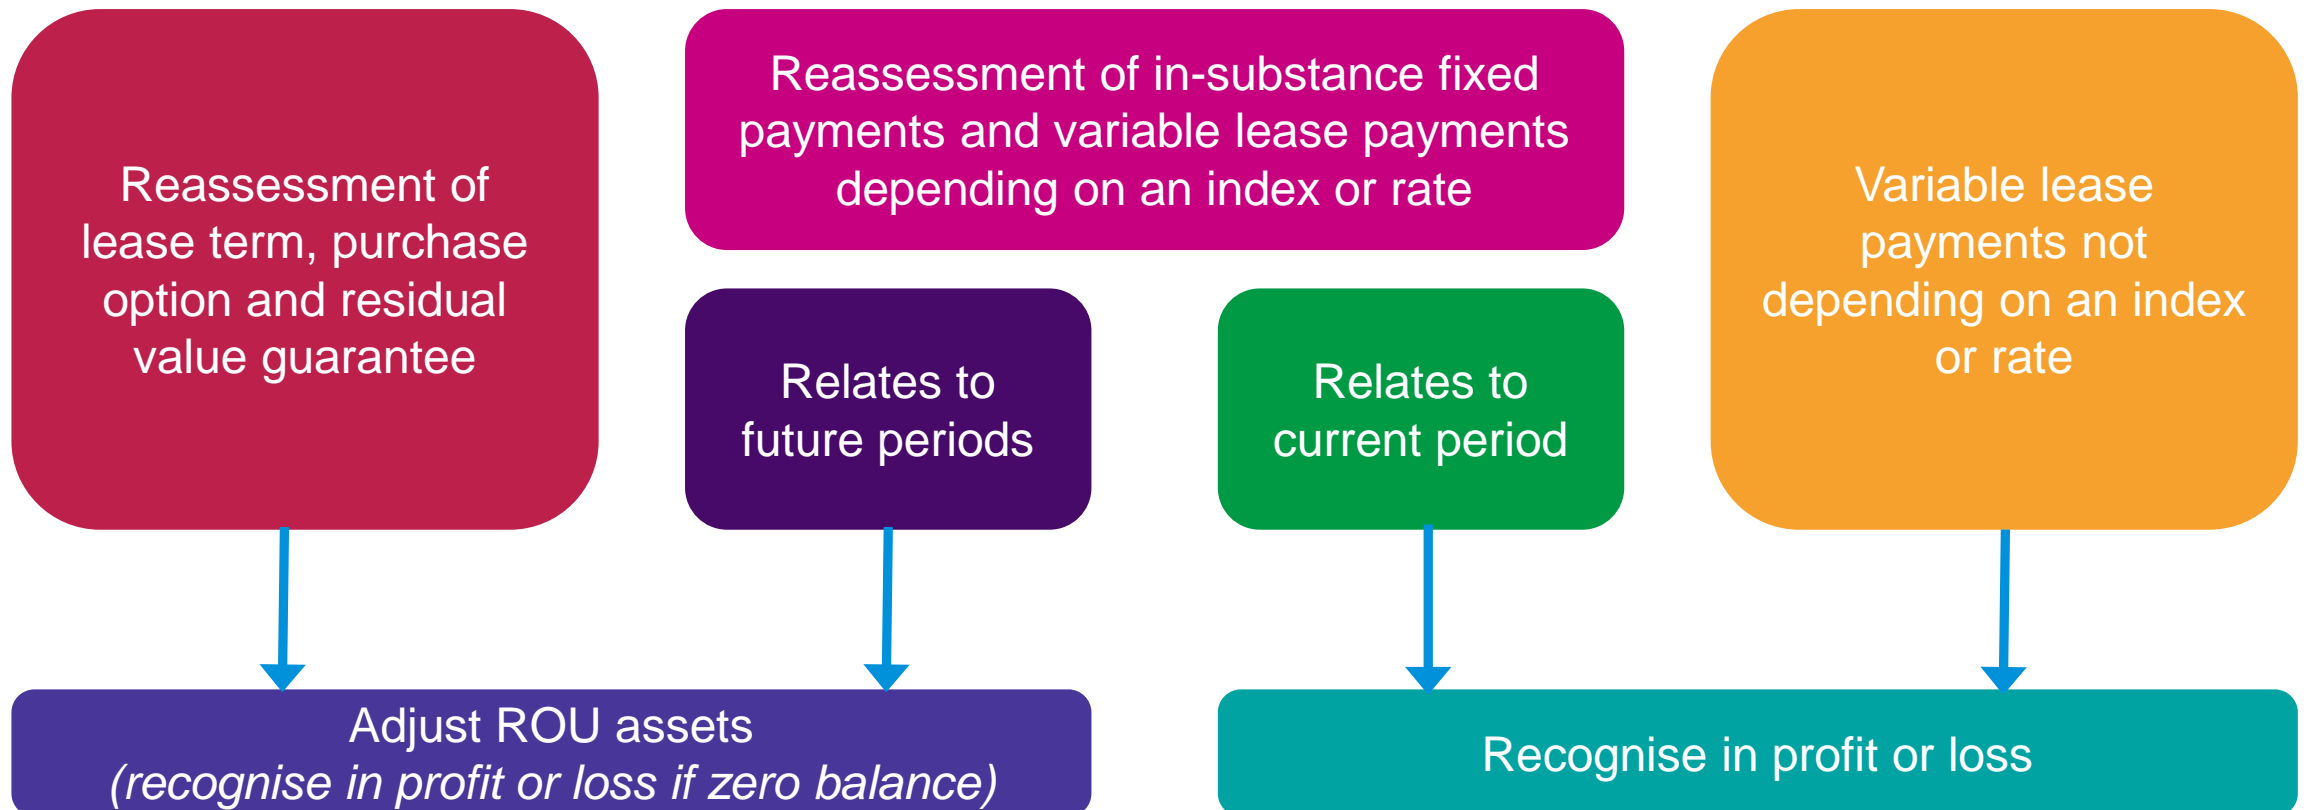 Reassessment of
lease term, purchase
option and residual
value guarantee
Reassessment of in-substance fixed
payments and variable lease payments
depending on an index or rate
Relates to
future periods
Relates to
current period
Variable lease
payments not
depending on an index
or rate
Adjust ROU assets
(recognise in profit or loss if zero balance)
Recognise in profit or loss